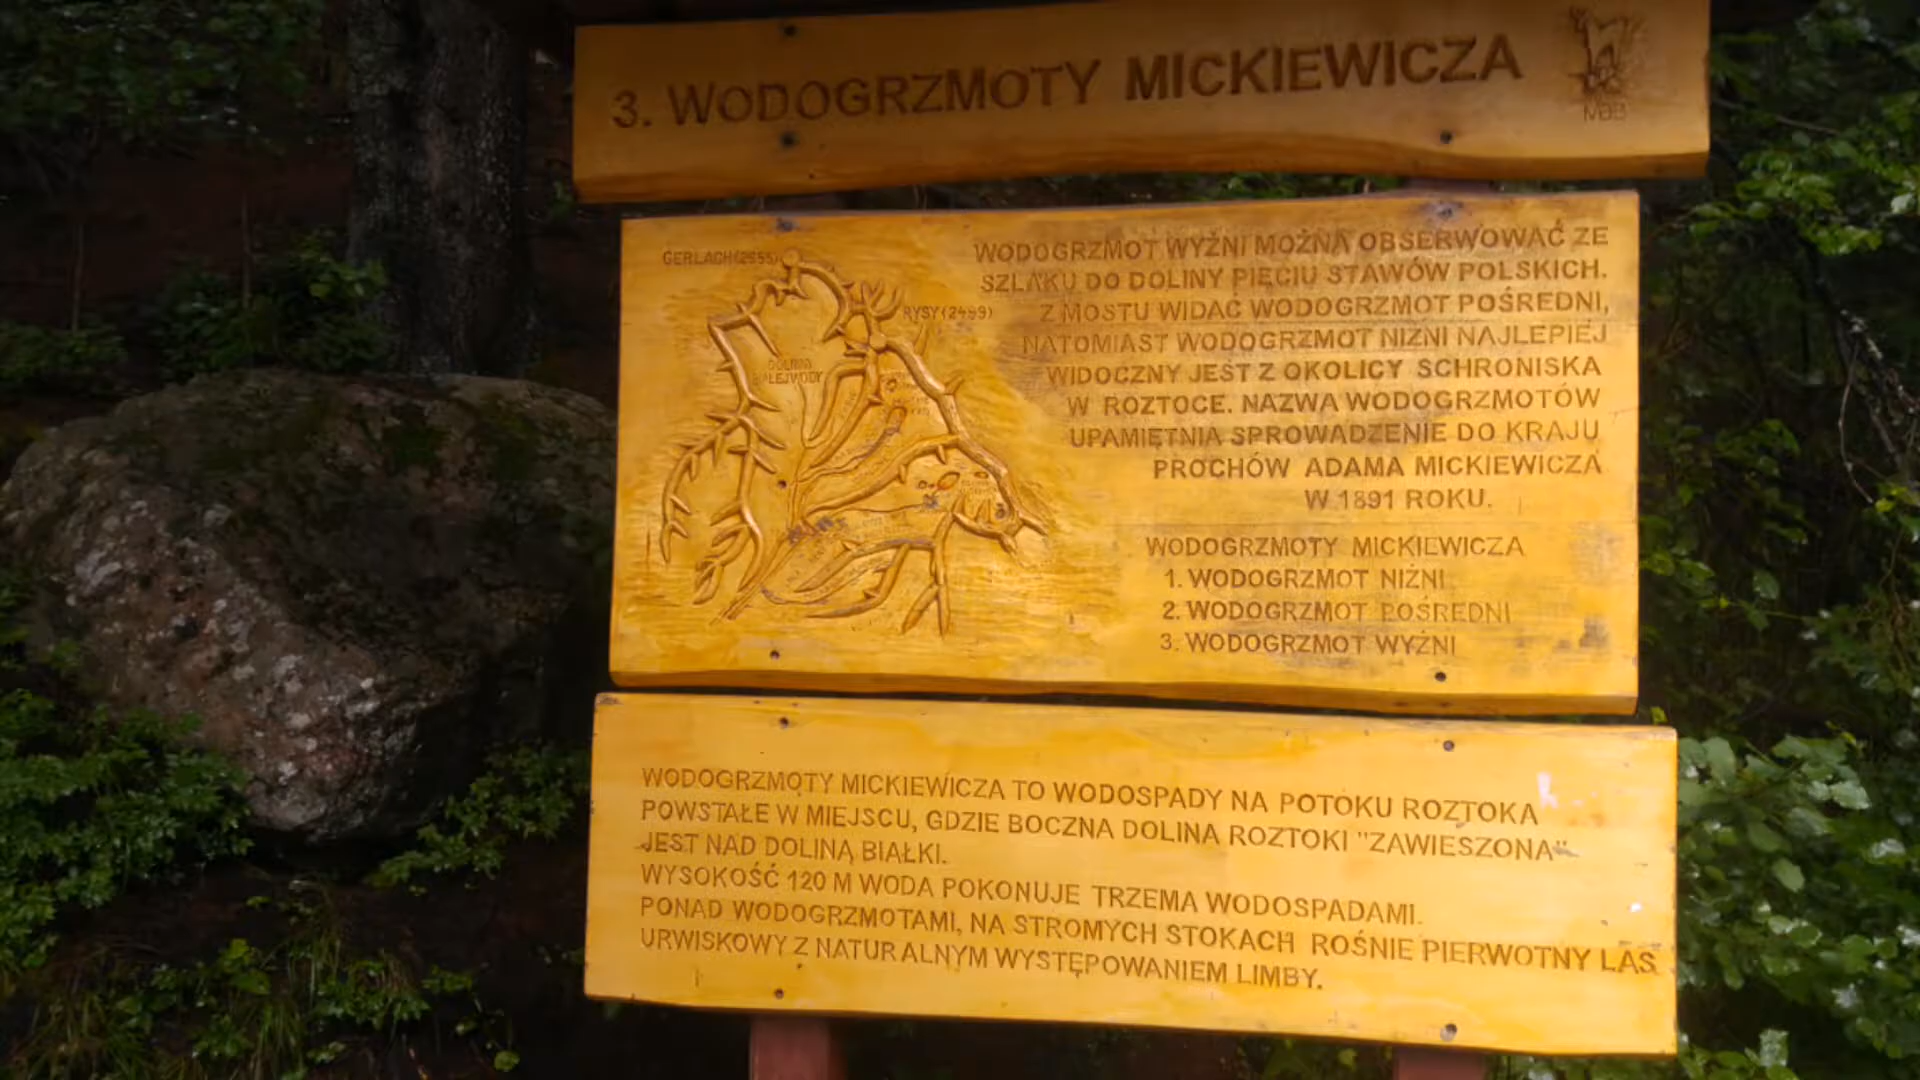 3. WODOGRZMOTY MICKIEWICZA
GERLACH (2655)
RYSY (2499)
WODOGRZMOT WYŻNI MOŻNA OBSERWOWAĆ ZE
SZLAKU DO DOLINY PIĘCIU STAWÓW POLSKICH.
Z MOSTU WIDAĆ WODOGRZMOT POŚREDNI,
NATOMIAST WODOGRZMOT NIŻNI NAJLEPIEJ
WIDOCZNY JEST Z OKOLICY SCHRONISKA
W ROZTOCE. NAZWA WODOGRZMOTÓW
UPAMIĘTNIA SPROWADZENIE DO KRAJU
PROCHÓW ADAMA MICKIEWICZA
W 1891 ROKU.
WODOGRZMOTY MICKIEWICZA
1. WODOGRZMOT NIŻNI
2. WODOGRZMOT POŚREDNI
3. WODOGRZMOT WYŻNI
WODOGRZMOTY MICKIEWICZA TO WODOSPADY NA POTOKU ROZTOKA
POWSTAŁE W MIEJSCU, GDZIE BOCZNA DOLINA ROZTOKI "ZAWIESZONA"
JEST NAD DOLINĄ BIAŁKI.
WYSOKOŚĆ 120 M WODA POKONUJE TRZEMA WODOSPADAMI.
PONAD WODOGRZMOTAMI, NA STROMYCH STOKACH ROŚNIE PIERWOTNY LAS
URWISKOWY Z NATURALNYM WYSTĘPOWANIEM LIMBY.